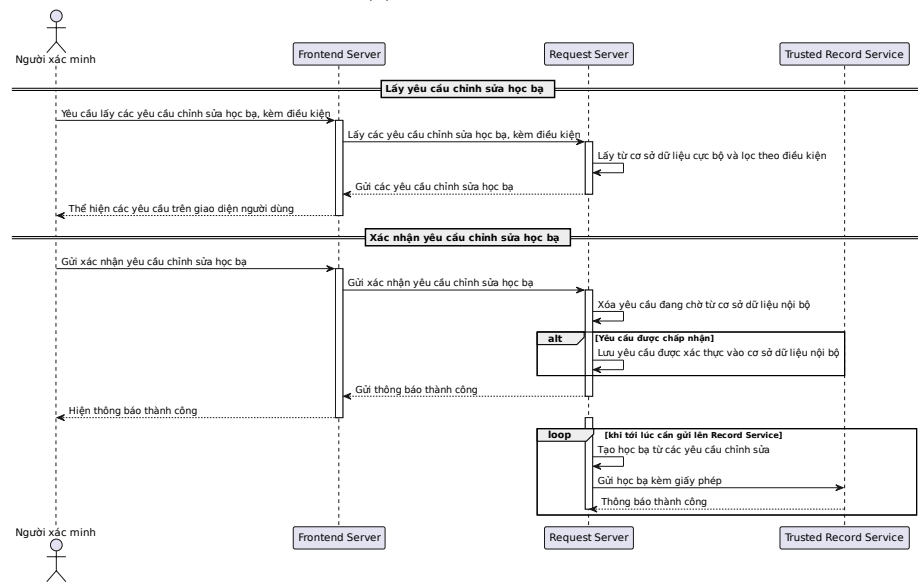 Người xác minh
Frontend Server
Request Server
Trusted Record Service
Lấy yêu cầu chỉnh sửa học bạ
Yêu cầu lấy các yêu cầu chỉnh sửa học bạ, kèm điều kiện
Lấy các yêu cầu chỉnh sửa học bạ, kèm điều kiện
Lấy từ cơ sở dữ liệu cực bộ và lọc theo điều kiện
Gửi các yêu cầu chỉnh sửa học bạ
Thể hiện các yêu cầu trên giao diện người dùng
Xác nhận yêu cầu chỉnh sửa học bạ
Gửi xác nhận yêu cầu chỉnh sửa học bạ
Gửi xác nhận yêu cầu chỉnh sửa học bạ
Xóa yêu cầu đang chờ từ cơ sở dữ liệu nội bộ
alt [Yêu cầu được chấp nhận]
Lưu yêu cầu được xác thực vào cơ sở dữ liệu nội bộ
Gửi thông báo thành công
Hiện thông báo thành công
loop [khi tới lúc cần gửi lên Record Service]
Tạo học bạ từ các yêu cầu chỉnh sửa
Gửi học bạ kèm giấy phép
Thông báo thành công
Người xác minh
Frontend Server
Request Server
Trusted Record Service